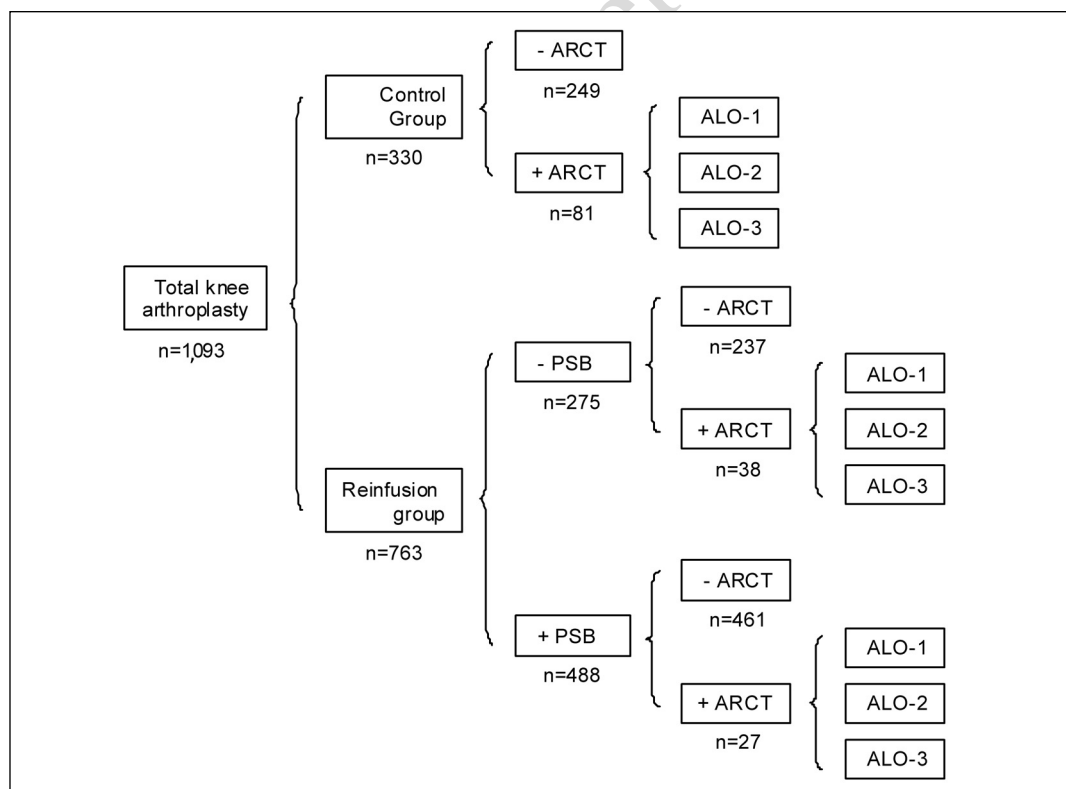 - ARCT
n=249
Control
Group
n=330
+ ARCT
n=81
ALO-1
ALO-2
ALO-3
Total knee
arthroplasty
n=1,093
- PSB
n=275
- ARCT
n=237
+ ARCT
n=38
ALO-1
ALO-2
ALO-3
Reinfusion
group
n=763
+ PSB
n=488
- ARCT
n=461
+ ARCT
n=27
ALO-1
ALO-2
ALO-3